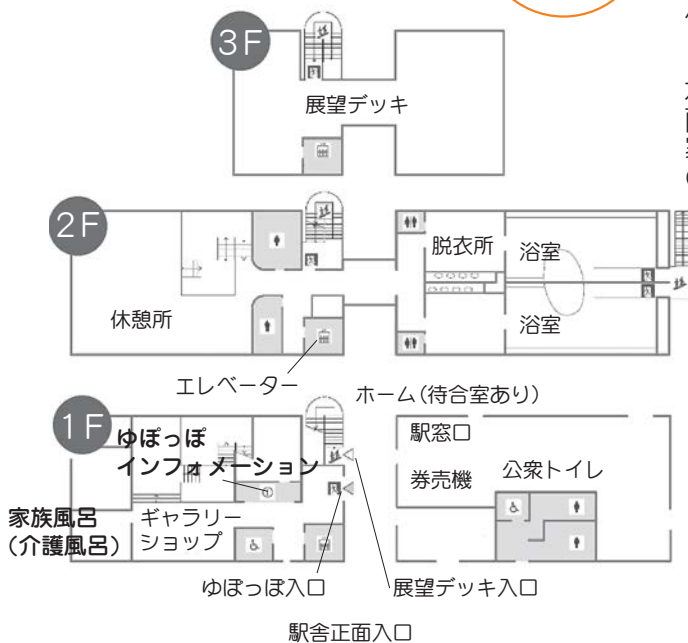 3F
展望デッキ
2F
脱衣所
浴室
休憩所
浴室
エレベーター
ホーム(待合室あり)
1F
ゆぽっぽ
インフォメーション
駅窓口
券売機
公衆トイレ
家族風呂
(介護風呂)
ギャラリー
ショップ
ゆぽっぽ入口
展望デッキ入口
駅舎正面入口